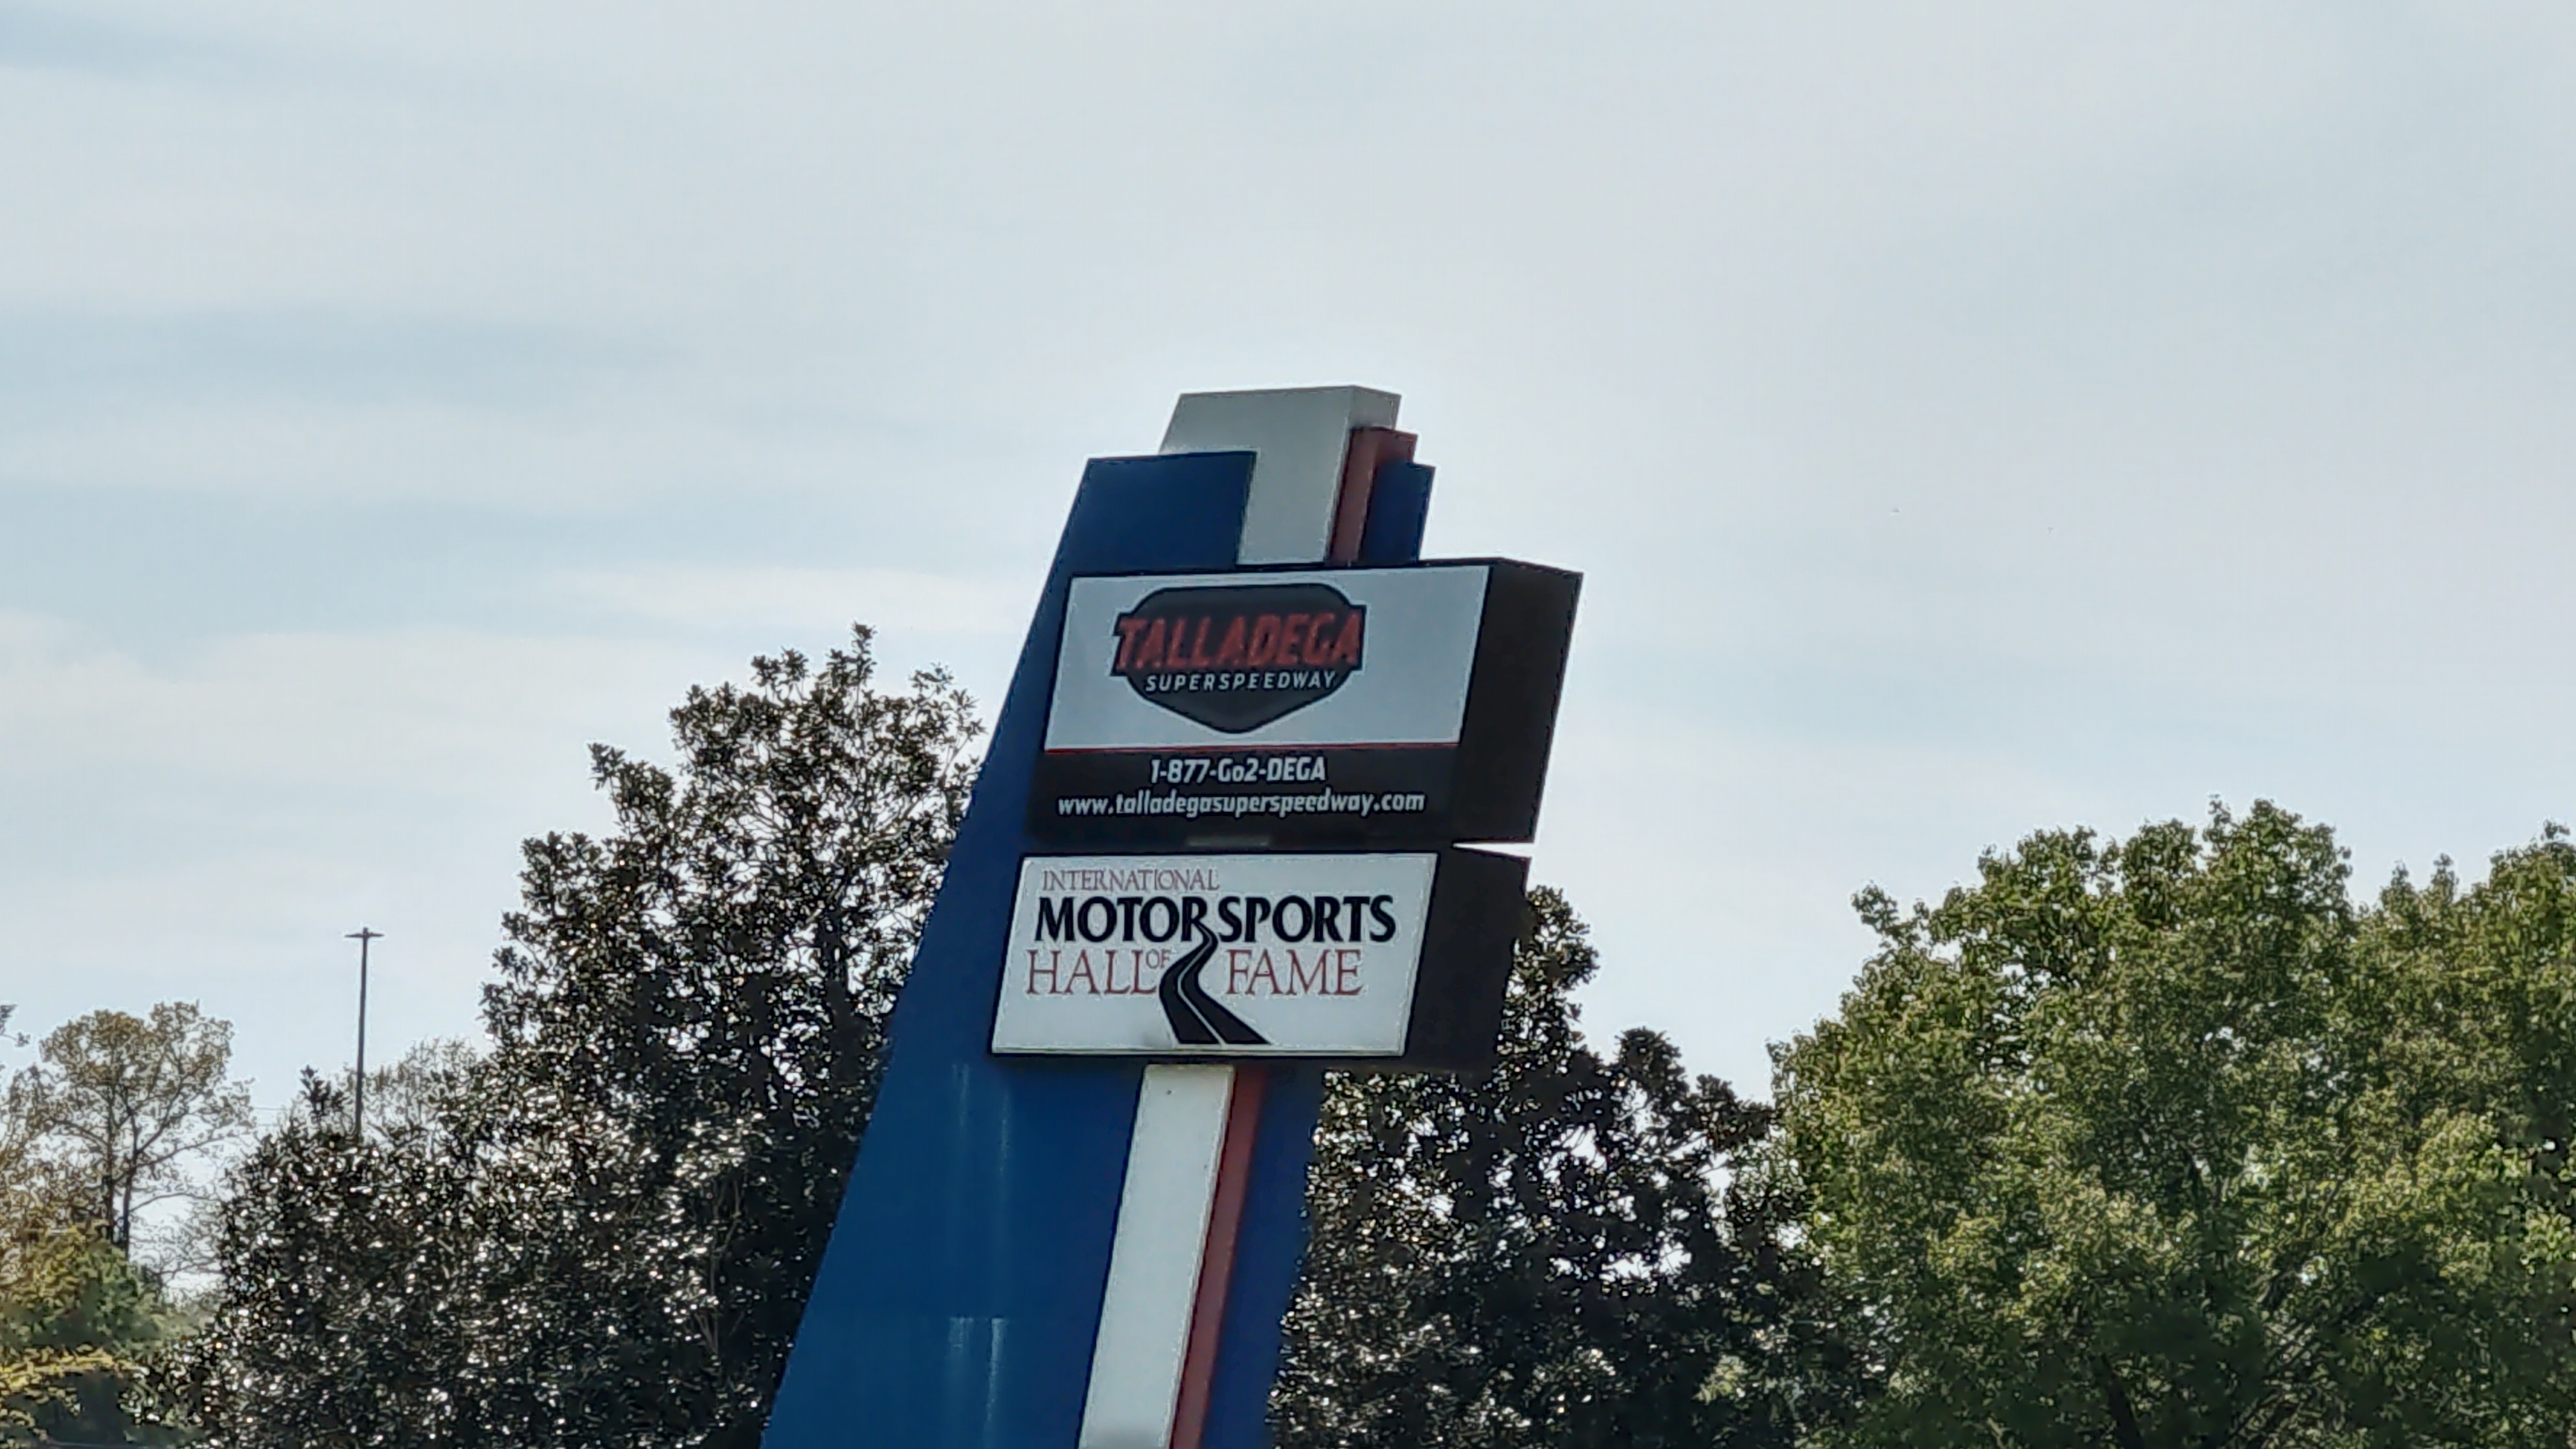 TALLADEGA
SUPERSPEEDWAY
1-877-Go2-DEGA
www.talladegasuperspeedway.com
INTERNATIONAL
MOTORSPORTS
HALL OF FAME